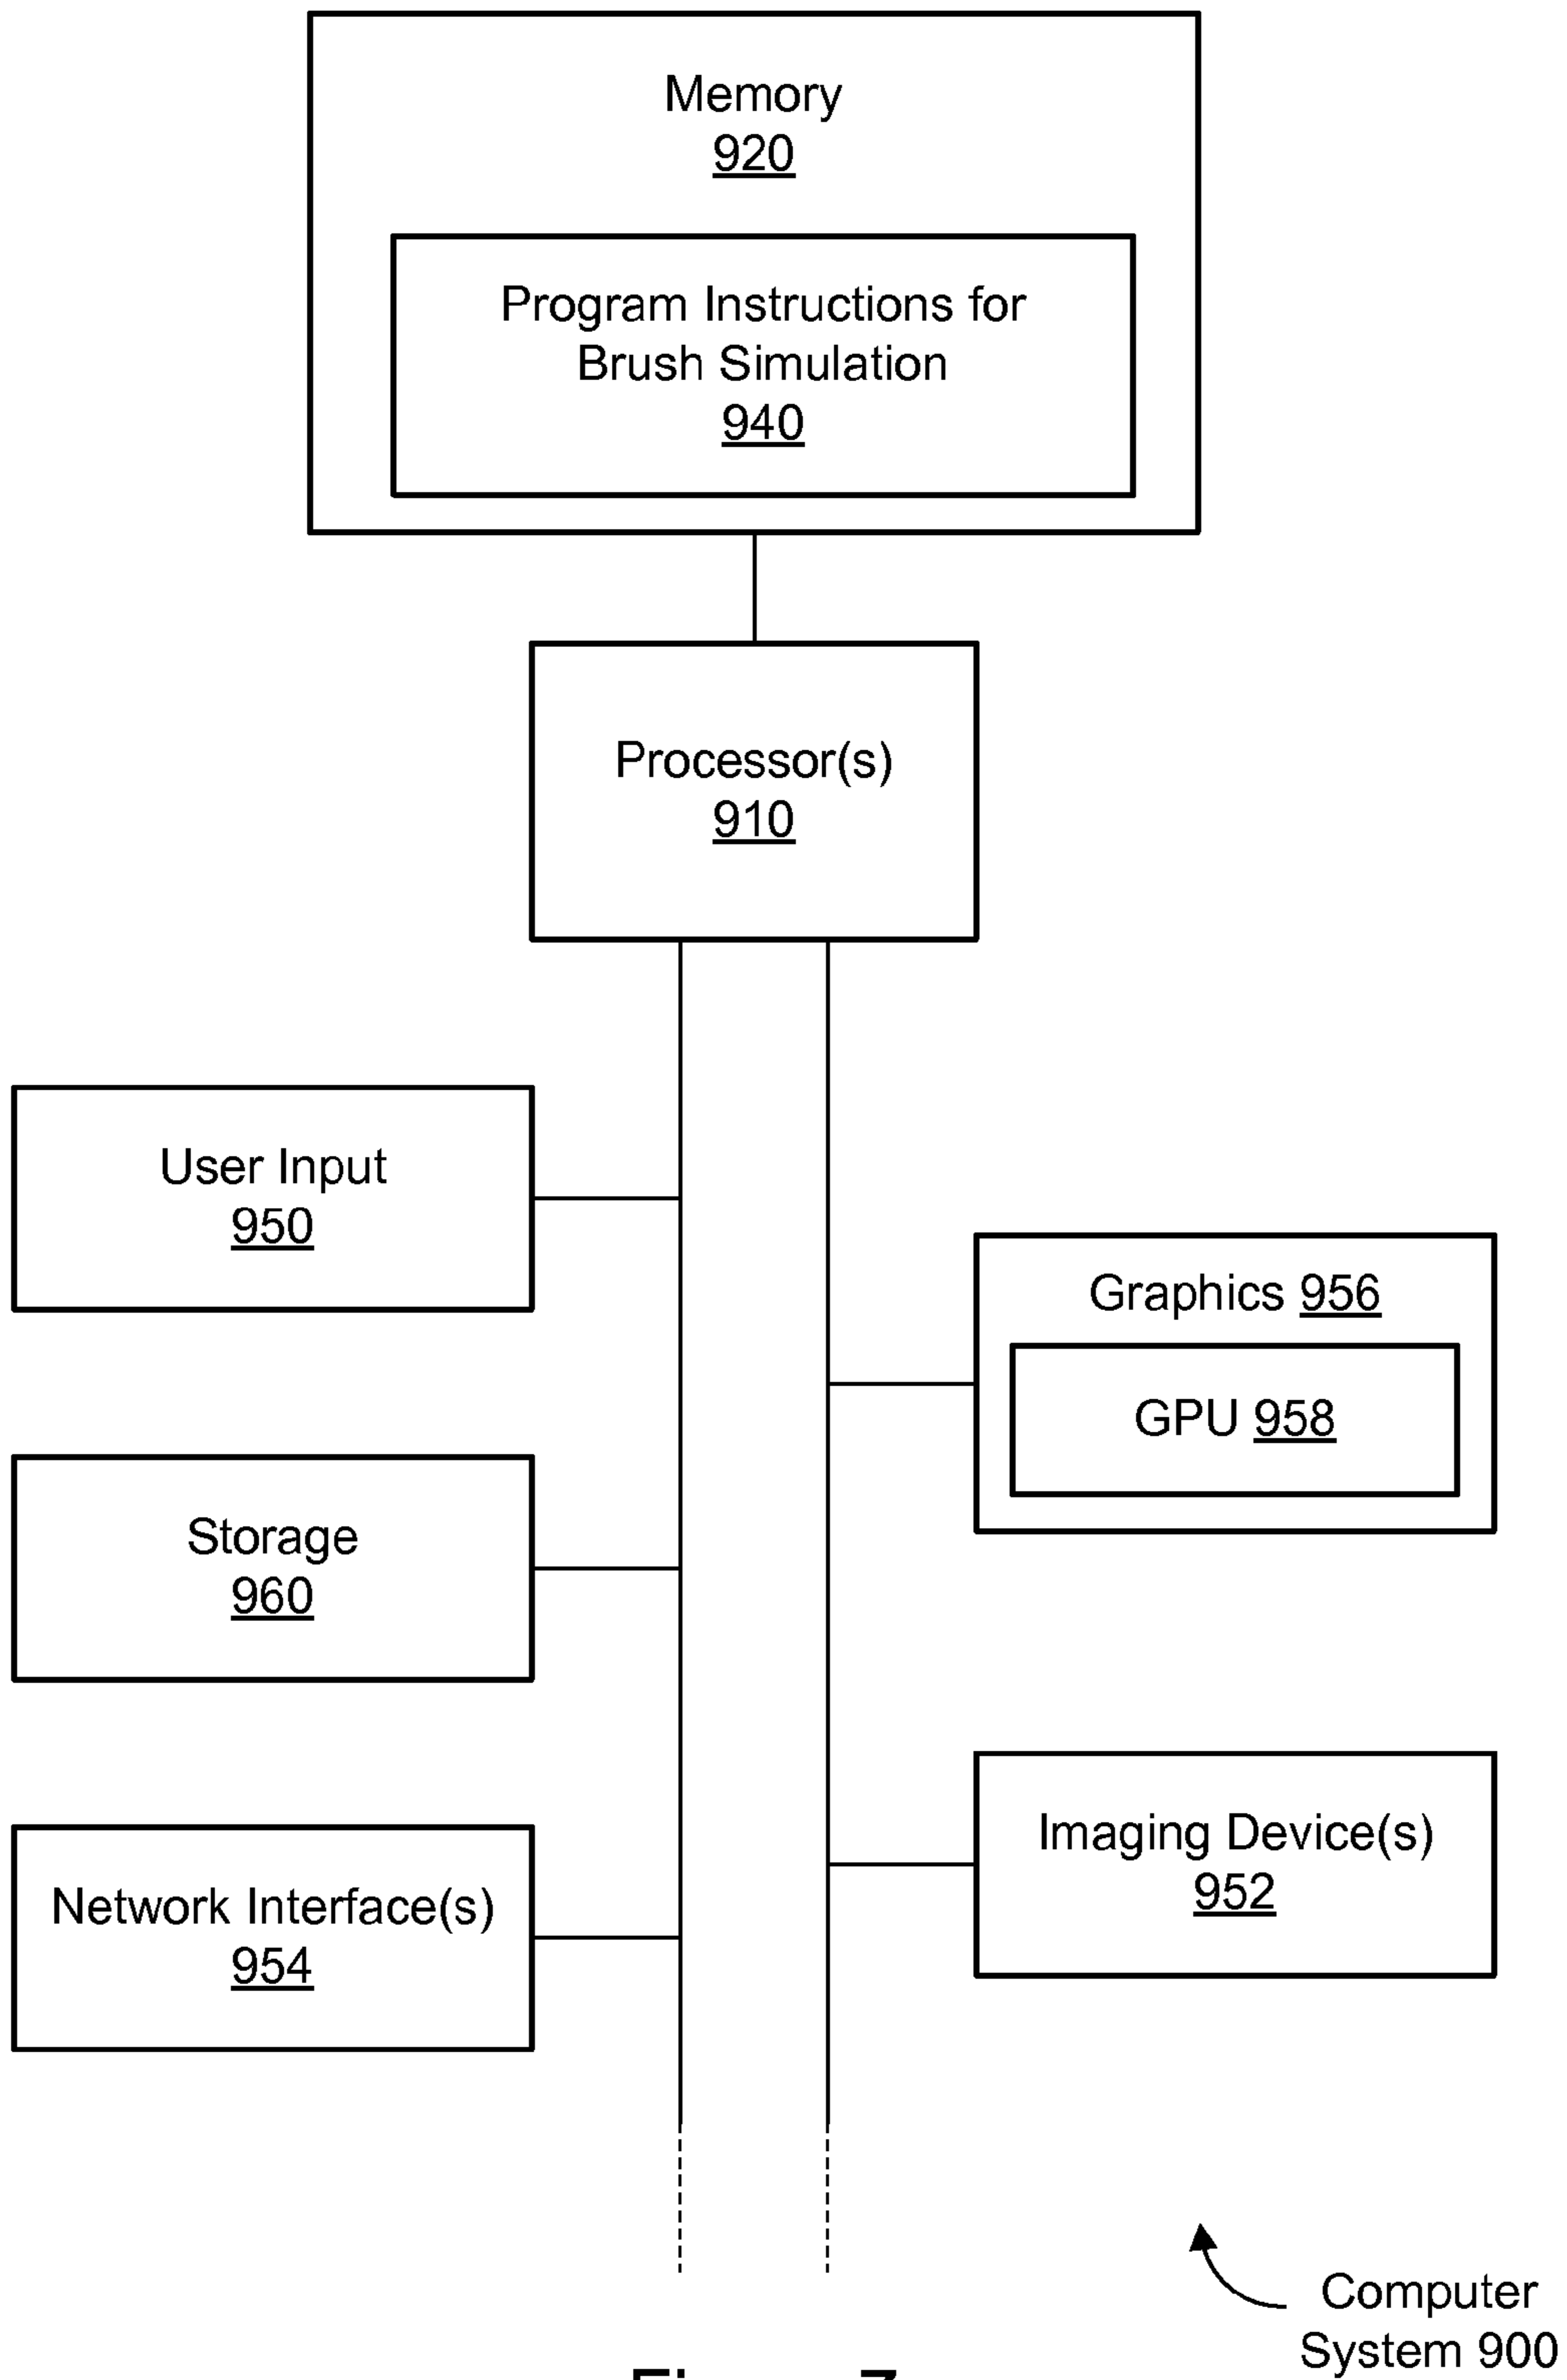 Memory
920
Program Instructions for
Brush Simulation
940
Processor(s)
910
User Input
950
Graphics 956
GPU 958
Storage
960
Imaging Device(s)
952
Network Interface(s)
954
Computer
System 900